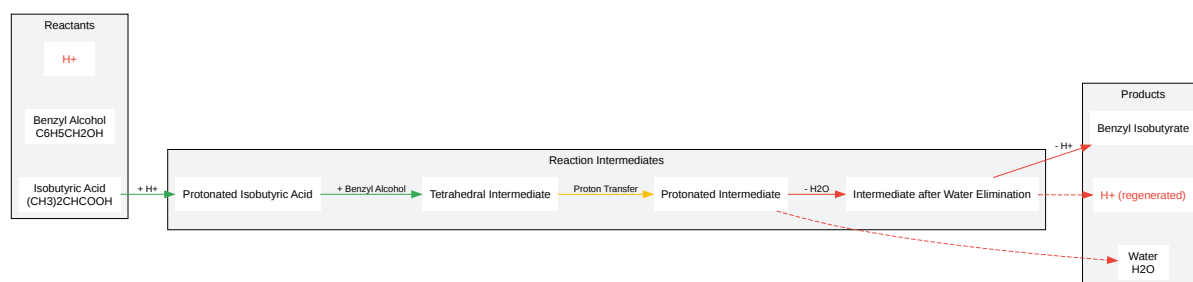 Reactants
H+
Benzyl Alcohol
C6H5CH2OH
Isobutyric Acid
(CH3)2CHCOOH
+ H+
Reaction Intermediates
Protonated Isobutyric Acid
+ Benzyl Alcohol
Tetrahedral Intermediate
Proton Transfer
Protonated Intermediate
- H2O
Intermediate after Water Elimination
- H+
Products
Benzyl Isobutyrate
H+ (regenerated)
Water
H2O